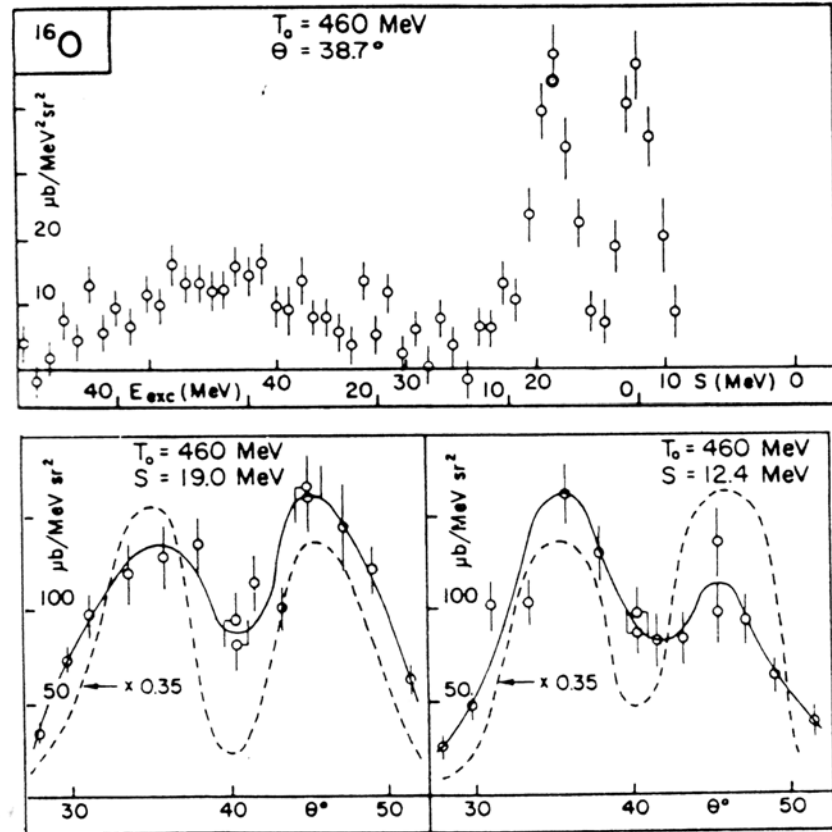 ¹⁶O
T₀ = 460 MeV
θ = 38.7°
μb/MeV²sr²
20
10
40 30 20 10 S (MeV) 0
40 E exc (MeV) 20 10 0
T₀ = 460 MeV
S = 19.0 MeV
μb/MeV sr²
100
50
x 0.35
30 40 θ° 50
T₀ = 460 MeV
S = 12.4 MeV
μb/MeV sr²
100
50
x 0.35
30 40 θ° 50